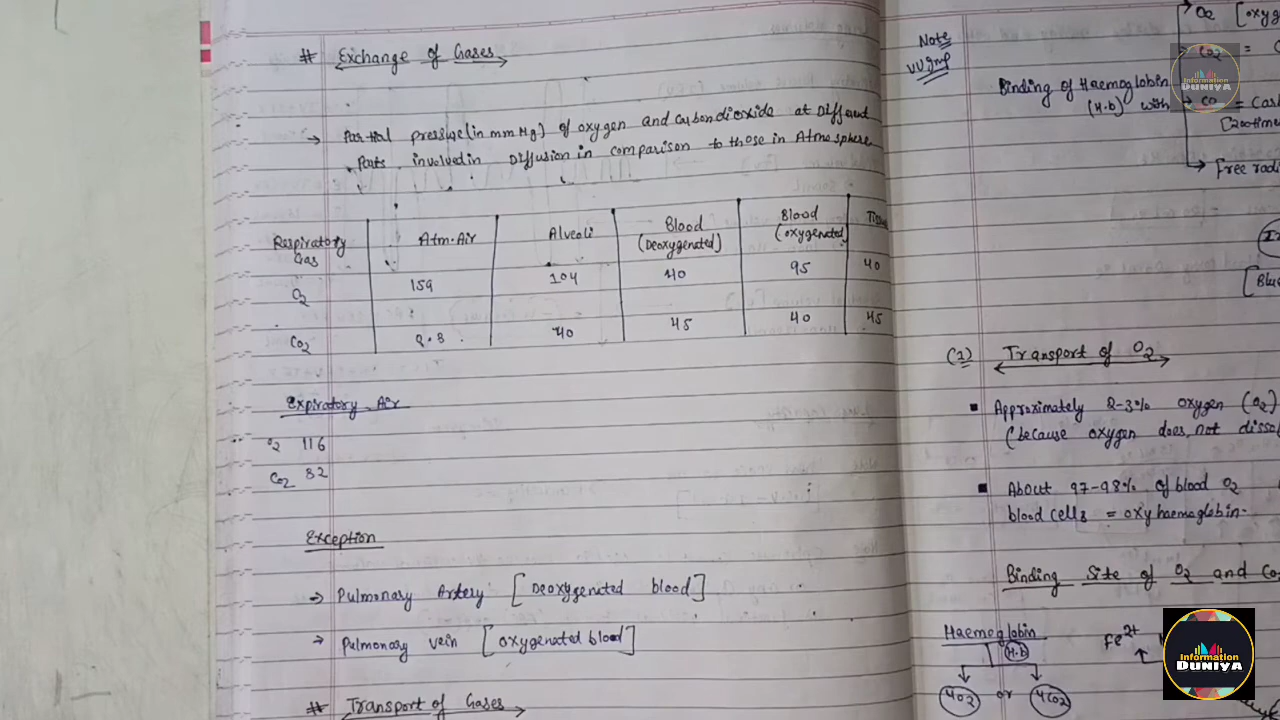 # Exchange of Gases
→ Partial pressure (in mm Hg) of oxygen and Carbondioxide at Different
Parts involved in Diffusion in comparison to those in Atmosphere
Respiratory Gas Atm. Air Alveoli Blood (Deoxygenated) Blood (oxygenated)
O2 159 104 40 95 40
CO2 40 45 40 45
Expiratory Air
O2 116
CO2 32
Exception
→ Pulmonary Artery [Deoxygenated blood]
→ Pulmonary vein [oxygenated blood]
# Transport of Gases
Note
VVimp
O2
CO2 =
Binding of Haemoglobin
(H.b) with
CO
Free
(1) Transport of O2
Approximately 2-3% oxygen (O2)
(because oxygen does not
About 97-98% of blood O2
blood cells = oxyhaemoglobin.
Binding Site of O2 and
Haemoglobin
(H.b)
4O2 or 4CO2
Fe2+
Information
DUNIYA
Information
DUNIYA